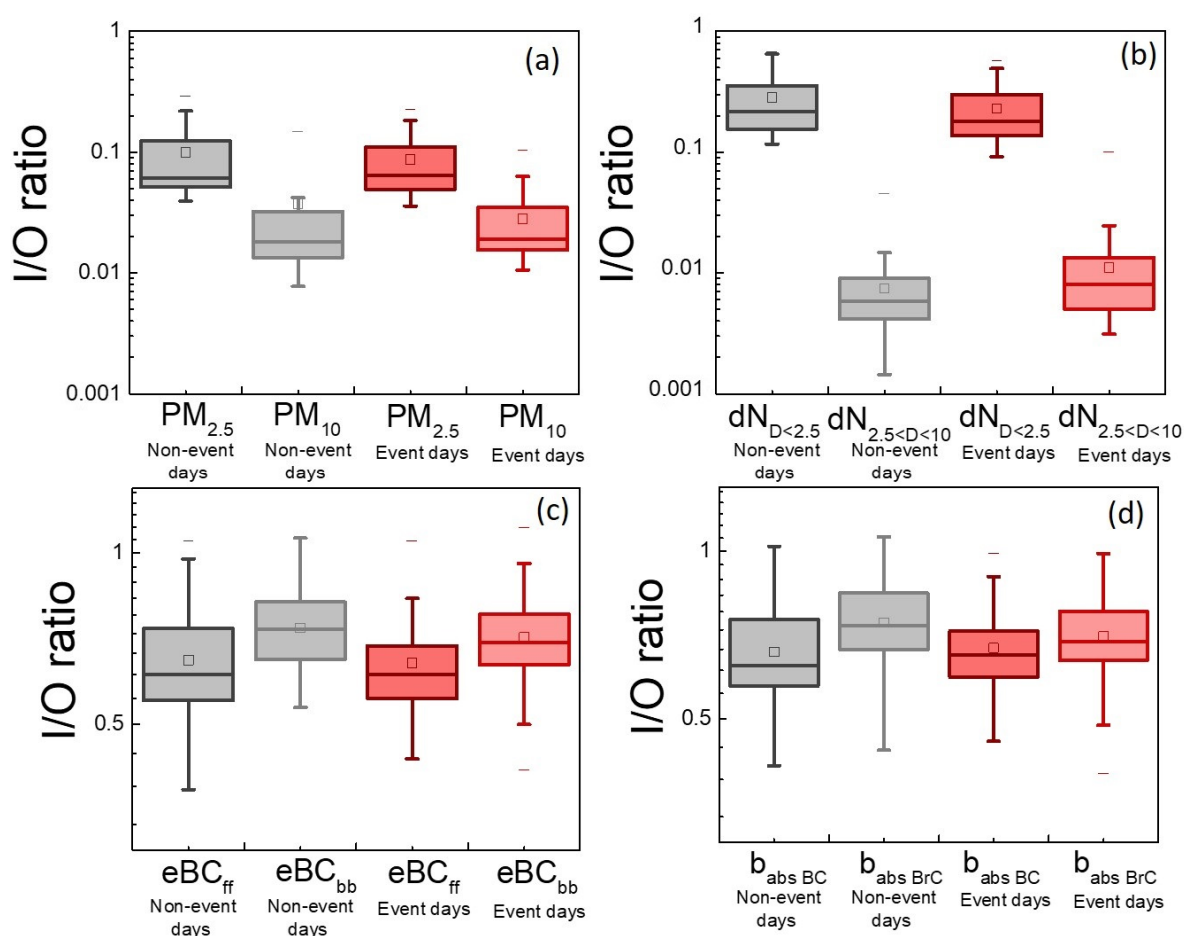 (a)
I/O ratio
1
0.1
0.01
0.001
PM2.5 PM10 PM2.5 PM10
Non-event days Non-event days Event days Event days
(b)
I/O ratio
1
0.1
0.01
0.001
dND<2.5 dN2.5<D<10 dND<2.5 dN2.5<D<10
Non-event days Non-event days Event days Event days
(c)
I/O ratio
1
0.5
eBCff eBCbb eBCff eBCbb
Non-event days Non-event days Event days Event days
(d)
I/O ratio
1
0.5
babs BC babs BrC babs BC babs BrC
Non-event days Non-event days Event days Event days